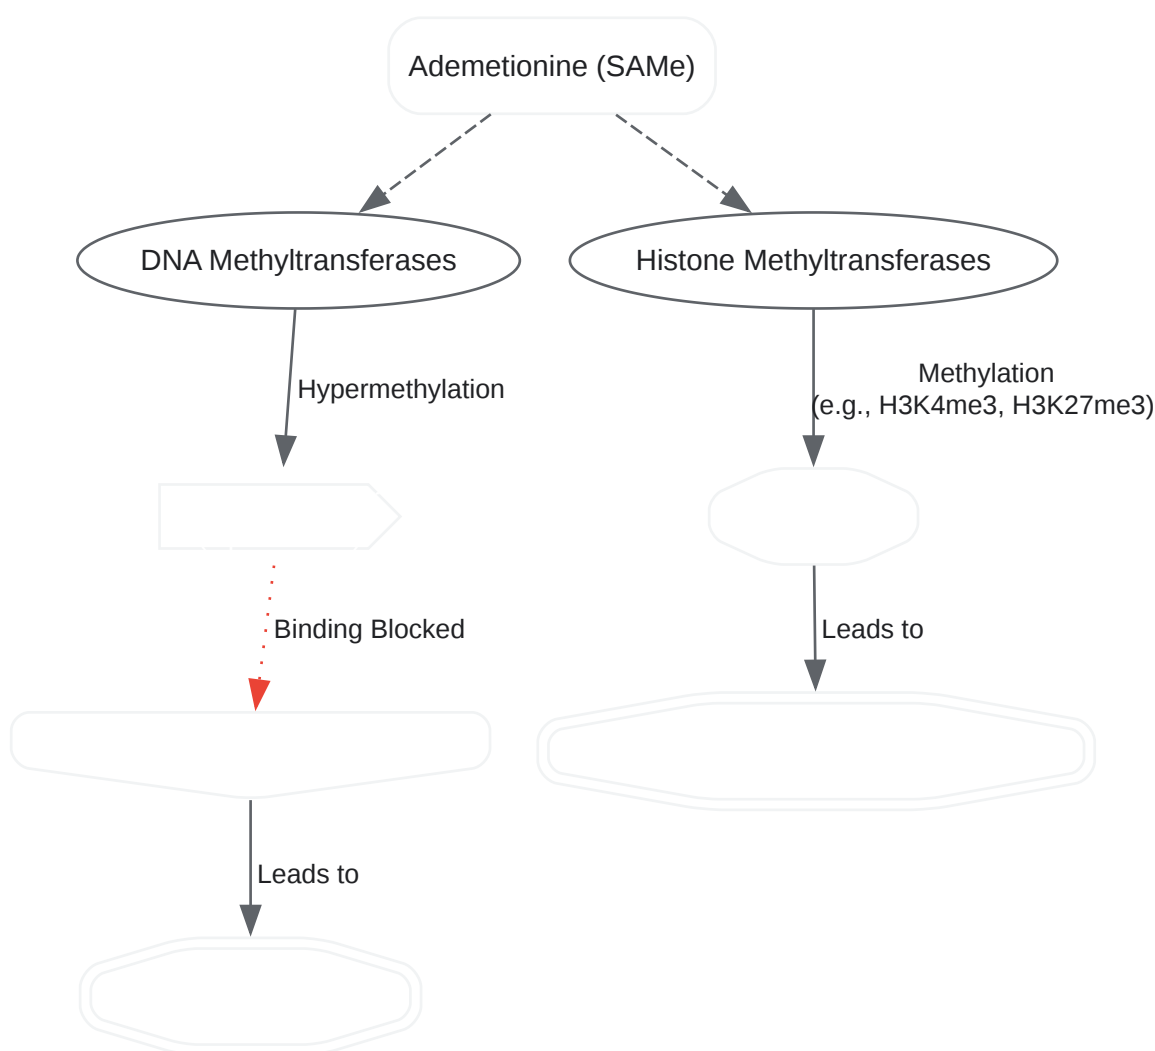 Ademetionine (SAMe)
DNA Methyltransferases
Histone Methyltransferases
Hypermethylation
Methylation
(e.g., H3K4me3, H3K27me3)
Binding Blocked
Leads to
Leads to